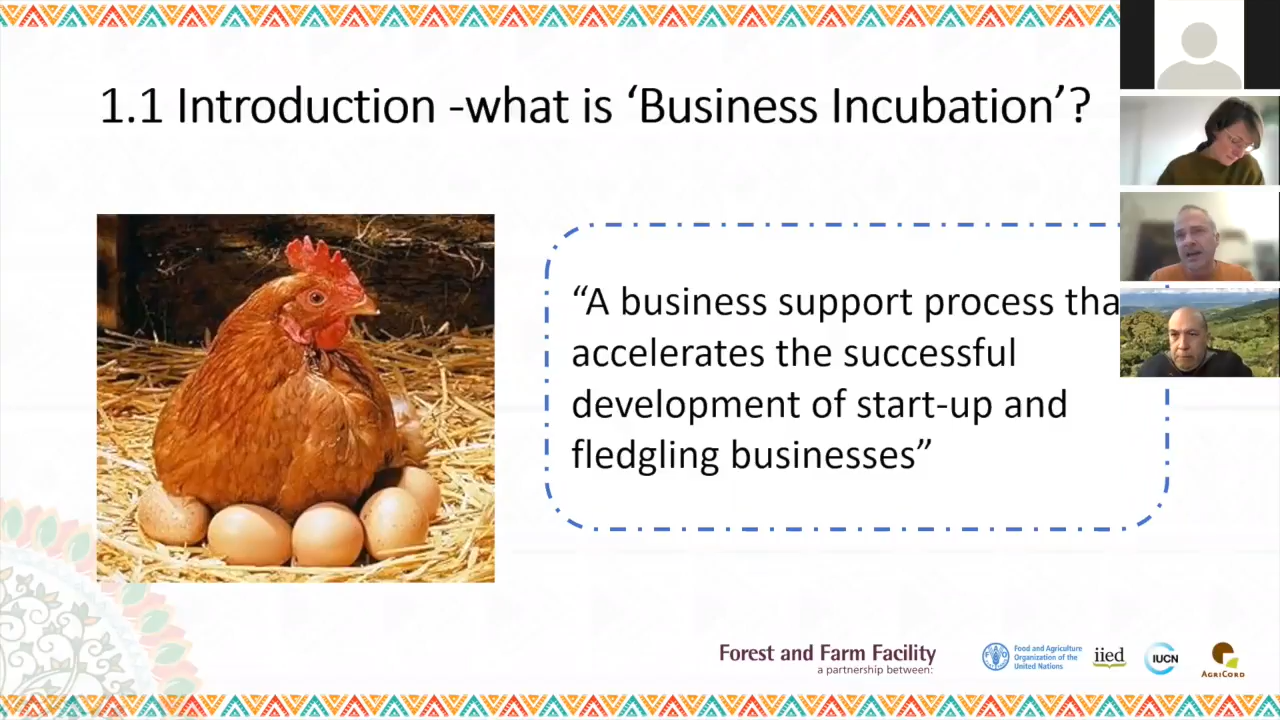 1.1 Introduction -what is ‘Business Incubation’?
“A business support process tha
accelerates the successful
development of start-up and
fledgling businesses”
Forest and Farm Facility
a partnership between:
Food and Agriculture
Organization of the
United Nations
iied
IUCN
AGRICORD